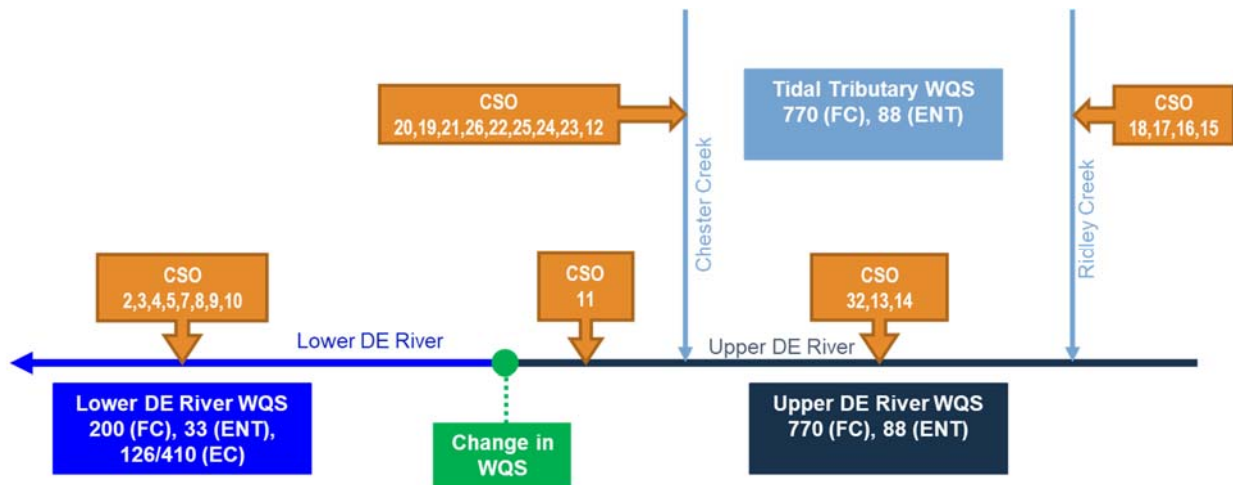 CSO
20,19,21,26,22,25,24,23,12
Tidal Tributary WQS
770 (FC), 88 (ENT)
CSO
18,17,16,15
Chester Creek
Ridley Creek
CSO
2,3,4,5,7,8,9,10
CSO
11
CSO
32,13,14
Lower DE River
Upper DE River
Lower DE River WQS
200 (FC), 33 (ENT),
126/410 (EC)
Change in
WQS
Upper DE River WQS
770 (FC), 88 (ENT)